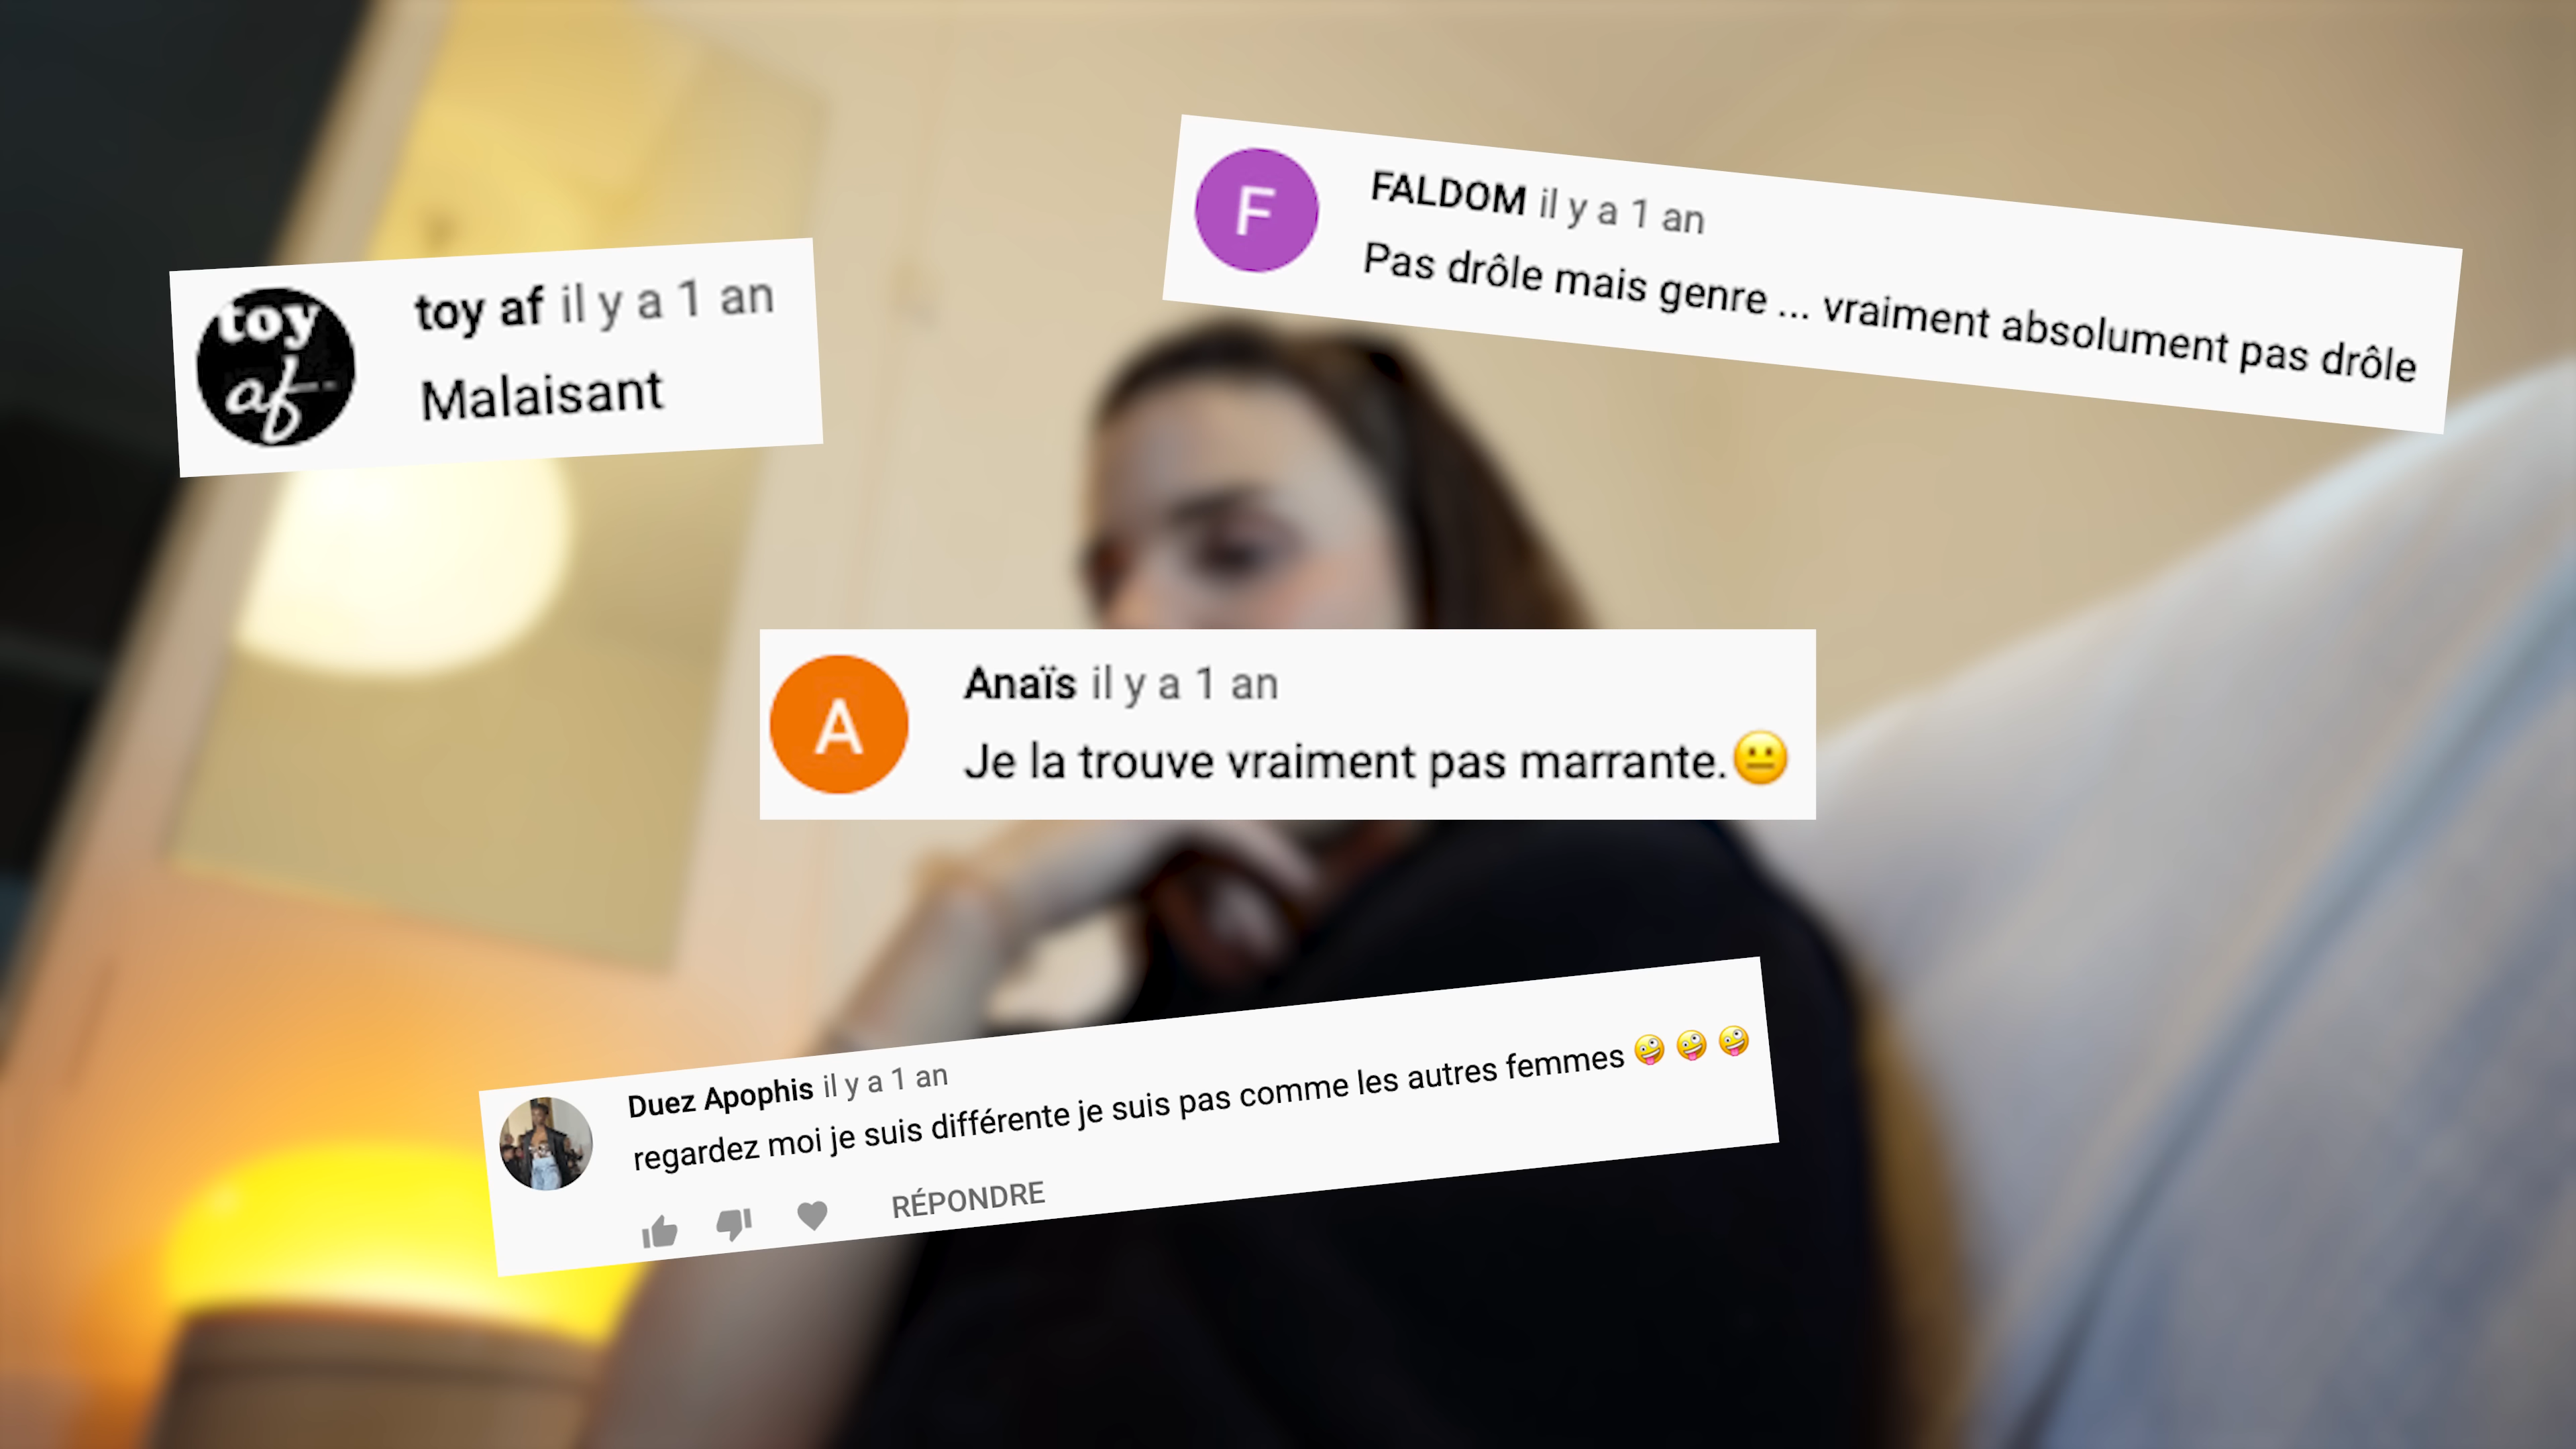 toy
af
toy af il y a 1 an
Malaisant
F
FALDOM il y a 1 an
Pas drôle mais genre ... vraiment absolument pas drôle
A
Anaïs il y a 1 an
Je la trouve vraiment pas marrante.😐
Duez Apophis il y a 1 an
regardez moi je suis différente je suis pas comme les autres femmes 🤪 🤪 🤪
RÉPONDRE